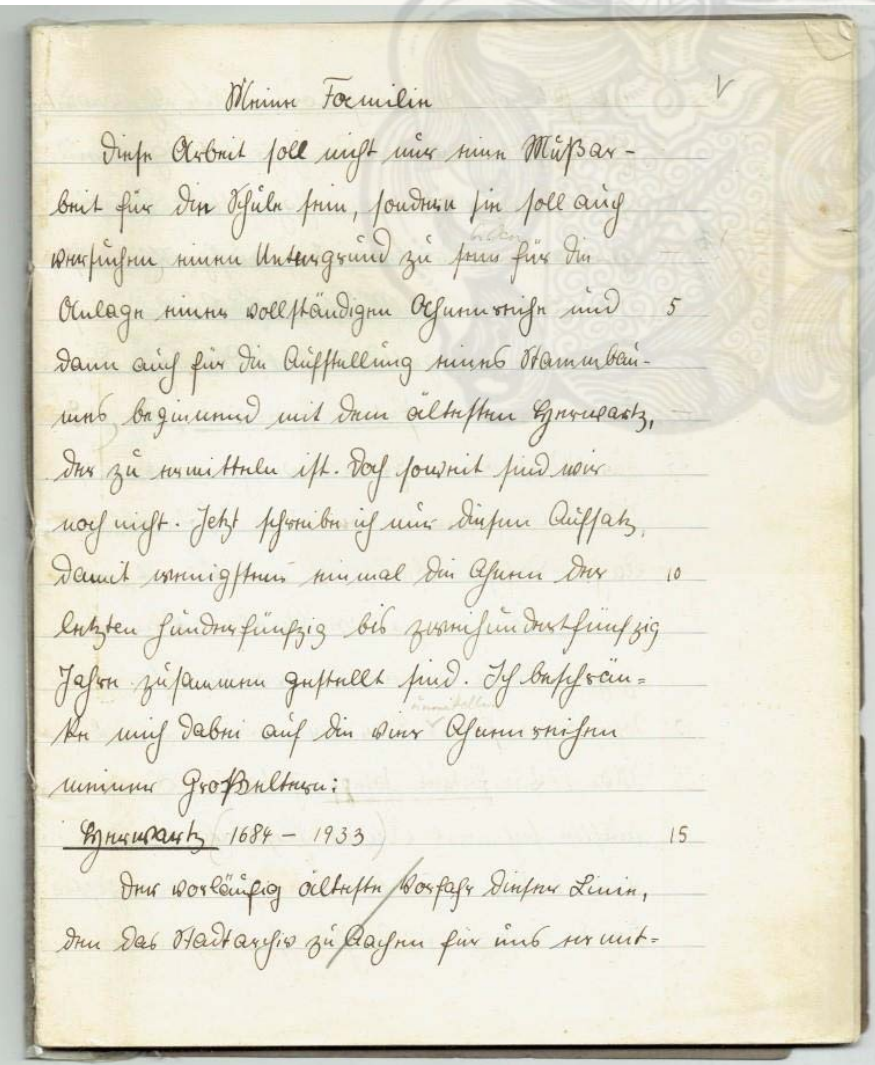 Meine Familie
Diese Arbeit soll nicht nur eine Mußar-
beit für die Schule sein, sondern sie soll auch
versuchen einen Untergrund zu sein für die
Anlage einer vollständigen Ahnenreihe und 5
dann auch für die Aufstellung eines Stammbau-
mes beginnend mit dem ältesten Herwartz,
der zu ermitteln ist. Doch soweit sind wir
noch nicht. Jetzt schreibe ich nur diesen Aufsatz,
damit wenigstens einmal die Ahnen der 10
letzten hundertfünfzig bis zweihundertfünfzig
Jahre zusammen gestellt sind. Ich beschrän=
ke mich dabei auf die vier Ahnenreihen
meiner Großeltern:
Herwartz 1684 – 1933 15
Der vorläufig älteste Vorfahr dieser Linie,
den das Stadtarchiv zu Aachen für uns ermit=